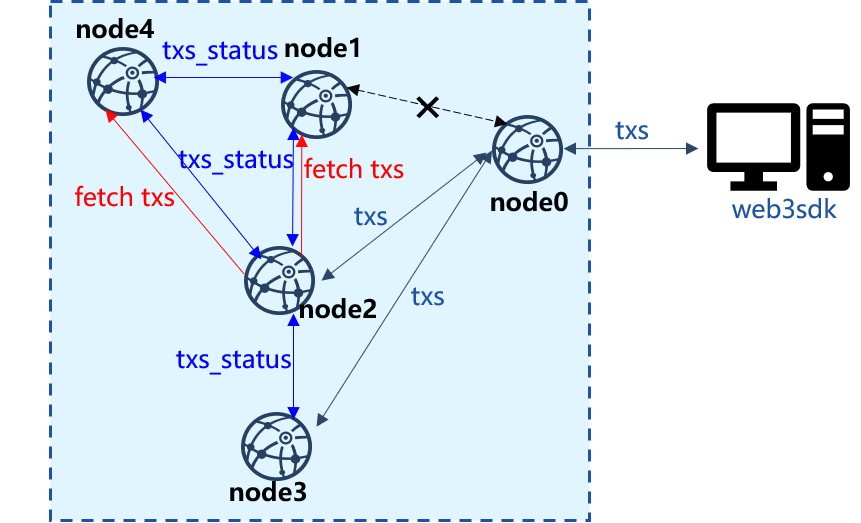 node4
node1
txs_status
txs
txs_status
fetch txs
fetch txs
node0
web3sdk
txs
txs
node2
txs_status
node3